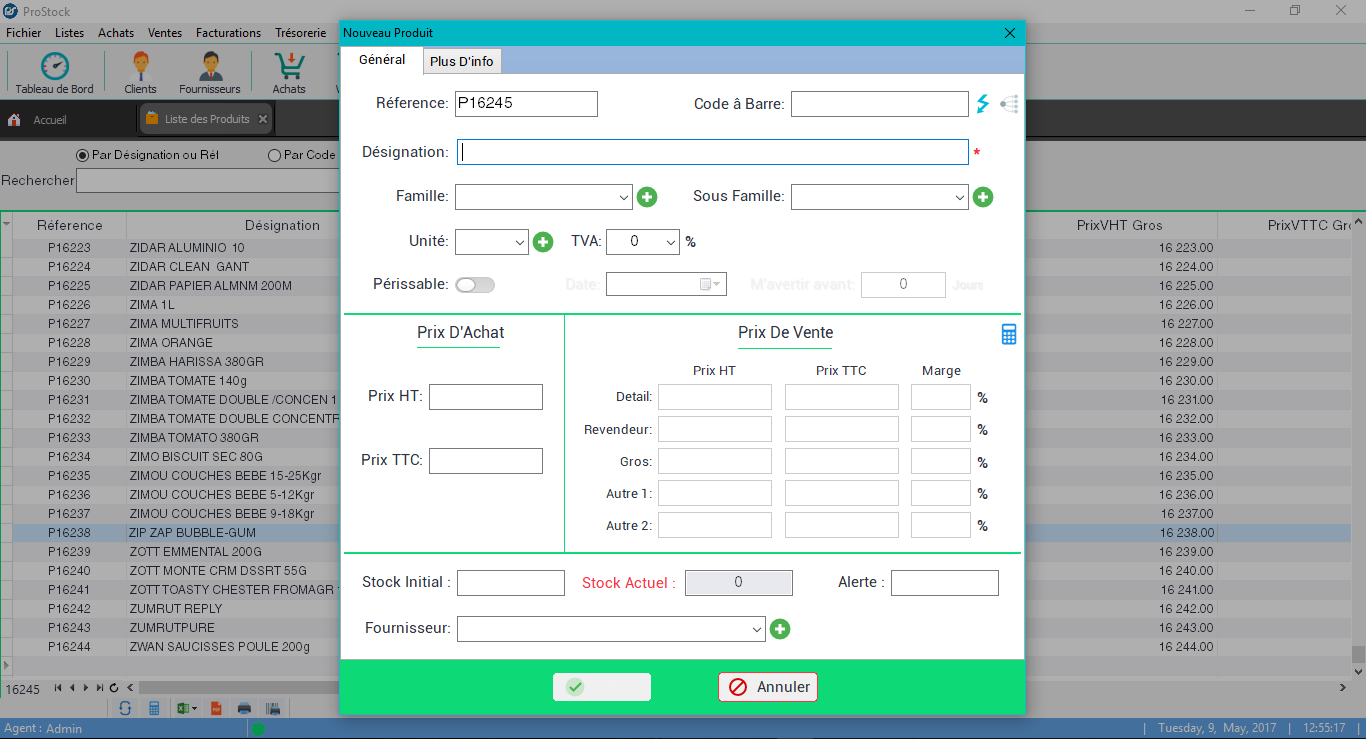 ProStock
Fichier Listes Achats Ventes Facturations Trésorerie
Tableau de Bord Clients Fournisseurs Achats
Accueil Liste des Produits
Par Désignation ou Réf Par Code
Rechercher
Réference Désignation PrixVHT Gros PrixVTTC Gro
P16223 ZIDAR ALUMINIO 10 16 223.00
P16224 ZIDAR CLEAN GANT 16 224.00
P16225 ZIDAR PAPIER ALMNM 200M 16 225.00
P16226 ZIMA 1L 16 226.00
P16227 ZIMA MULTIFRUITS 16 227.00
P16228 ZIMA ORANGE 16 228.00
P16229 ZIMBA HARISSA 380GR 16 229.00
P16230 ZIMBA TOMATE 140g 16 230.00
P16231 ZIMBA TOMATE DOUBLE /CONCEN 1 16 231.00
P16232 ZIMBA TOMATE DOUBLE CONCENTR 16 232.00
P16233 ZIMBA TOMATO 380GR 16 233.00
P16234 ZIMO BISCUIT SEC 80G 16 234.00
P16235 ZIMOU COUCHES BEBE 15-25Kgr 16 235.00
P16236 ZIMOU COUCHES BEBE 5-12Kgr 16 236.00
P16237 ZIMOU COUCHES BEBE 9-18Kgr 16 237.00
P16238 ZIP ZAP BUBBLE-GUM 16 238.00
P16239 ZOTT EMMENTAL 200G 16 239.00
P16240 ZOTT MONTE CRM DSSRT 55G 16 240.00
P16241 ZOTT TOASTY CHESTER FROMAGR 16 241.00
P16242 ZUMRUT REPLY 16 242.00
P16243 ZUMRUTPURE 16 243.00
P16244 ZWAN SAUCISSES POULE 200g 16 244.00
16245
Agent : Admin | Tuesday, 9, May, 2017 | 12:55:17 |
Nouveau Produit
Général Plus D'info
Réference: P16245 Code â Barre:
Désignation: *
Famille: Sous Famille:
Unité: TVA: 0 %
Périssable: Date: M'avertir avant: 0 Jours
Prix D'Achat Prix De Vente
Prix HT Prix TTC Marge
Prix HT:
Prix TTC:
Detail: %
Revendeur: %
Gros: %
Autre 1: %
Autre 2: %
Stock Initial : Stock Actuel : 0 Alerte :
Fournisseur:
Annuler